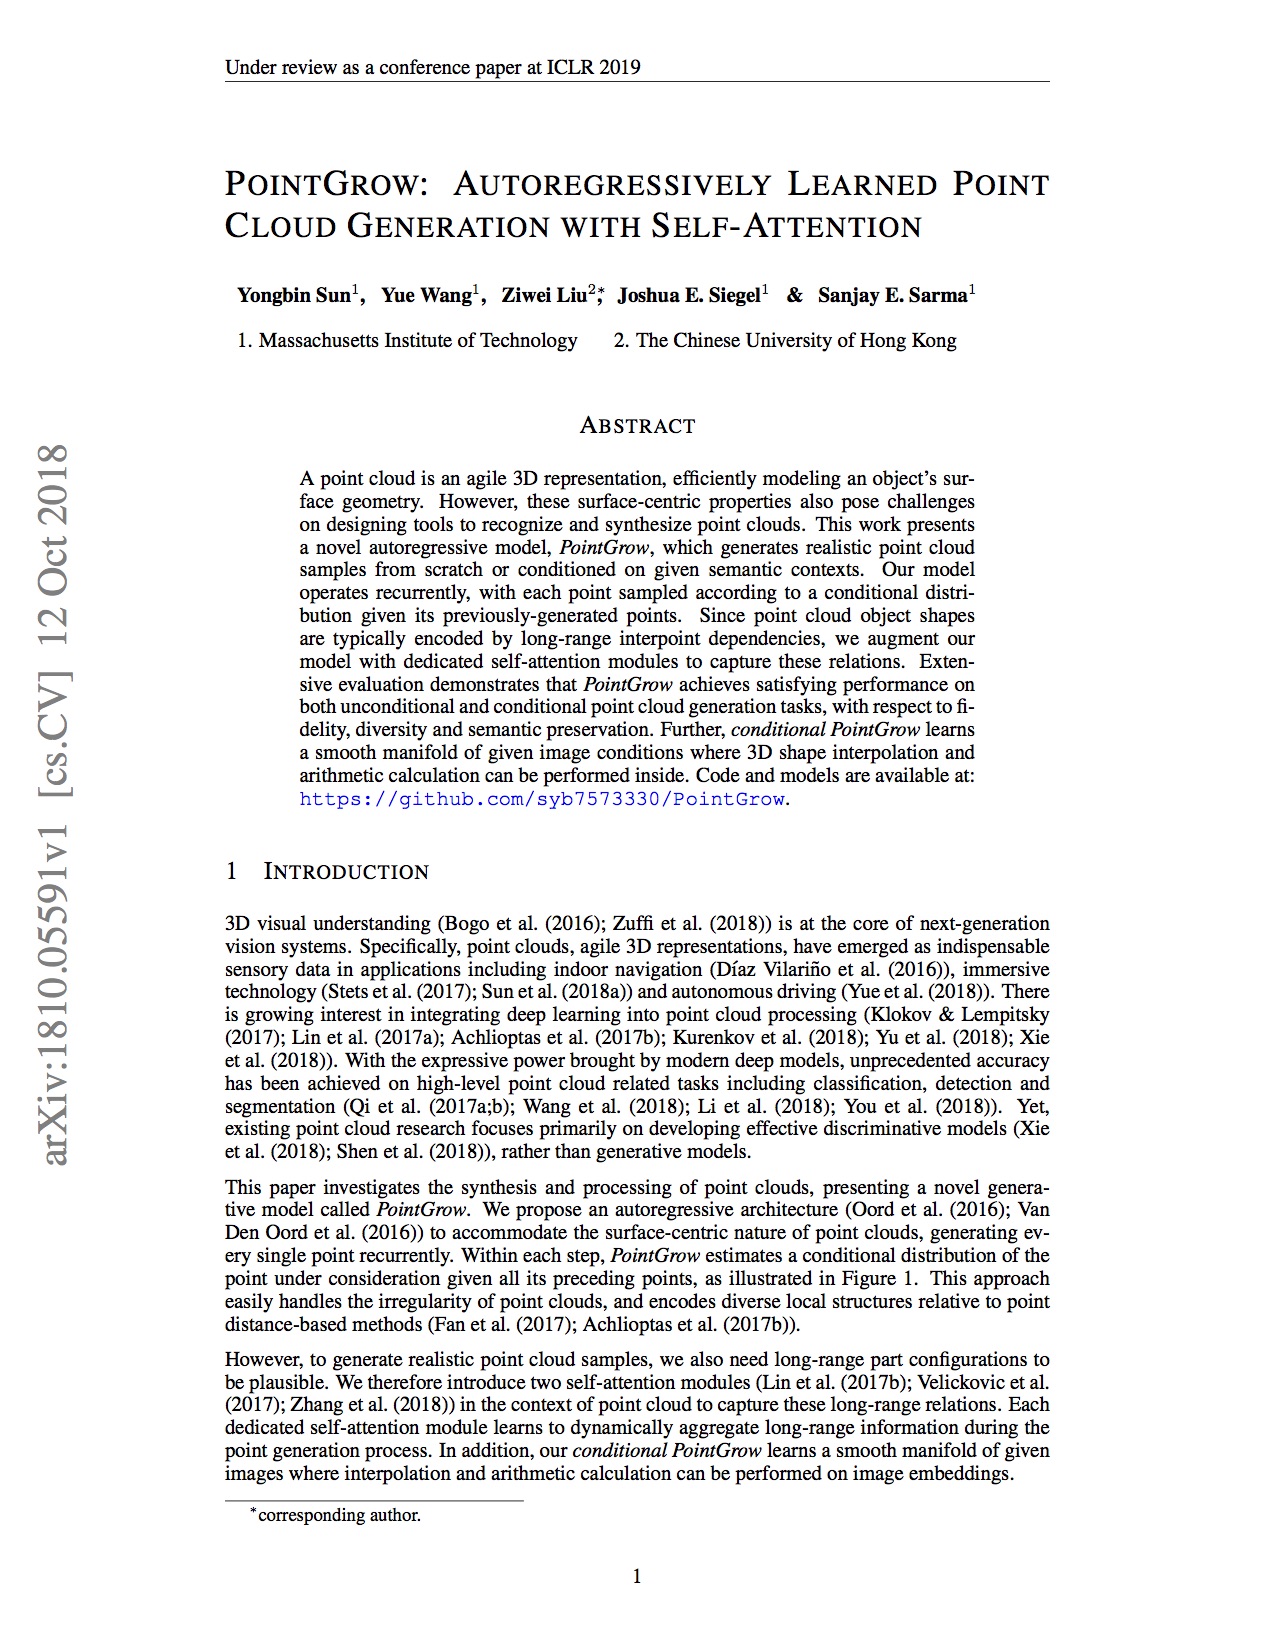 Under review as a conference paper at ICLR 2019
POINTGROW: AUTOREGRESSIVELY LEARNED POINT
CLOUD GENERATION WITH SELF-ATTENTION
Yongbin Sun1, Yue Wang1, Ziwei Liu2*, Joshua E. Siegel1 & Sanjay E. Sarma1
1. Massachusetts Institute of Technology 2. The Chinese University of Hong Kong
ABSTRACT
A point cloud is an agile 3D representation, efficiently modeling an object's sur-
face geometry. However, these surface-centric properties also pose challenges
on designing tools to recognize and synthesize point clouds. This work presents
a novel autoregressive model, PointGrow, which generates realistic point cloud
samples from scratch or conditioned on given semantic contexts. Our model
operates recurrently, with each point sampled according to a conditional distri-
bution given its previously-generated points. Since point cloud object shapes
are typically encoded by long-range interpoint dependencies, we augment our
model with dedicated self-attention modules to capture these relations. Exten-
sive evaluation demonstrates that PointGrow achieves satisfying performance on
both unconditional and conditional point cloud generation tasks, with respect to fi-
delity, diversity and semantic preservation. Further, conditional PointGrow learns
a smooth manifold of given image conditions where 3D shape interpolation and
arithmetic calculation can be performed inside. Code and models are available at:
https://github.com/syb7573330/PointGrow.
1 INTRODUCTION
3D visual understanding (Bogo et al. (2016); Zuffi et al. (2018)) is at the core of next-generation
vision systems. Specifically, point clouds, agile 3D representations, have emerged as indispensable
sensory data in applications including indoor navigation (Díaz Vilariño et al. (2016)), immersive
technology (Stets et al. (2017); Sun et al. (2018a)) and autonomous driving (Yue et al. (2018)). There
is growing interest in integrating deep learning into point cloud processing (Klokov & Lempitsky
(2017); Lin et al. (2017a); Achlioptas et al. (2017b); Kurenkov et al. (2018); Yu et al. (2018); Xie
et al. (2018)). With the expressive power brought by modern deep models, unprecedented accuracy
has been achieved on high-level point cloud related tasks including classification, detection and
segmentation (Qi et al. (2017a;b); Wang et al. (2018); Li et al. (2018); You et al. (2018)). Yet,
existing point cloud research focuses primarily on developing effective discriminative models (Xie
et al. (2018); Shen et al. (2018)), rather than generative models.
This paper investigates the synthesis and processing of point clouds, presenting a novel genera-
tive model called PointGrow. We propose an autoregressive architecture (Oord et al. (2016); Van
Den Oord et al. (2016)) to accommodate the surface-centric nature of point clouds, generating ev-
ery single point recurrently. Within each step, PointGrow estimates a conditional distribution of the
point under consideration given all its preceding points, as illustrated in Figure 1. This approach
easily handles the irregularity of point clouds, and encodes diverse local structures relative to point
distance-based methods (Fan et al. (2017); Achlioptas et al. (2017b)).
However, to generate realistic point cloud samples, we also need long-range part configurations to
be plausible. We therefore introduce two self-attention modules (Lin et al. (2017b); Velickovic et al.
(2017); Zhang et al. (2018)) in the context of point cloud to capture these long-range relations. Each
dedicated self-attention module learns to dynamically aggregate long-range information during the
point generation process. In addition, our conditional PointGrow learns a smooth manifold of given
images where interpolation and arithmetic calculation can be performed on image embeddings.
*corresponding author.
1
arXiv:1810.05591v1 [cs.CV] 12 Oct 2018